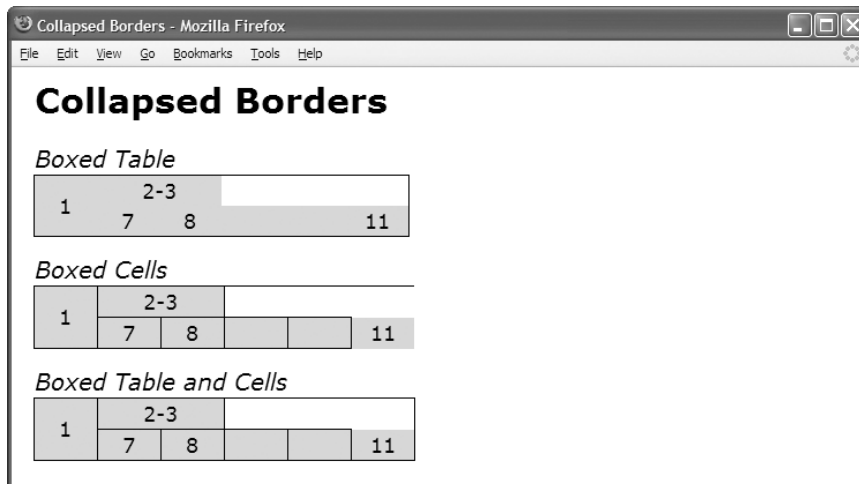 Collapsed Borders - Mozilla Firefox
File Edit View Go Bookmarks Tools Help
Collapsed Borders
Boxed Table
1 2-3
7 8 11
Boxed Cells
1 2-3
7 8 11
Boxed Table and Cells
1 2-3
7 8 11